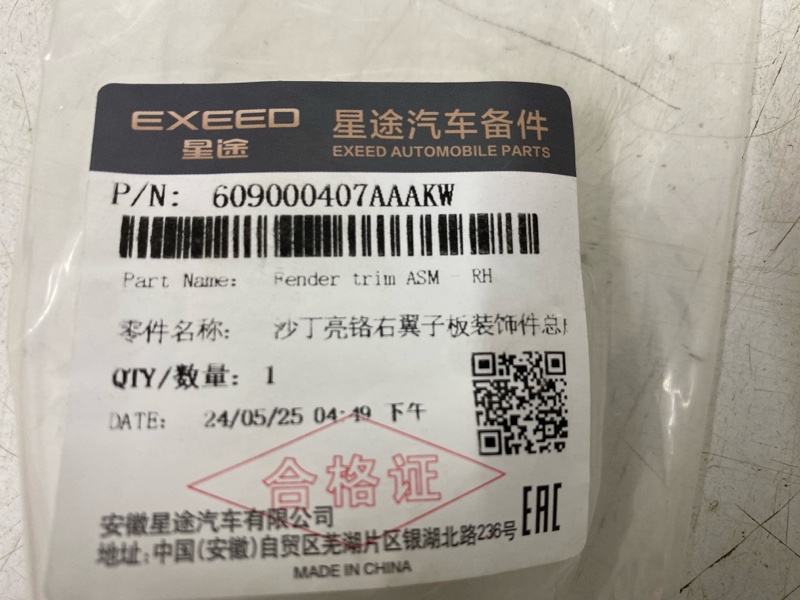 EXEED 星途汽车备件
星途 EXEED AUTOMOBILE PARTS
P/N: 609000407AAAKW
Part Name: Fender trim ASM - RH
零件名称: 沙丁亮铬右翼子板装饰件总
QTY/数量: 1
DATE: 24/05/25 04:49 下午
合格证
EAC
安徽星途汽车有限公司
地址:中国(安徽)自贸区芜湖片区银湖北路236号
MADE IN CHINA